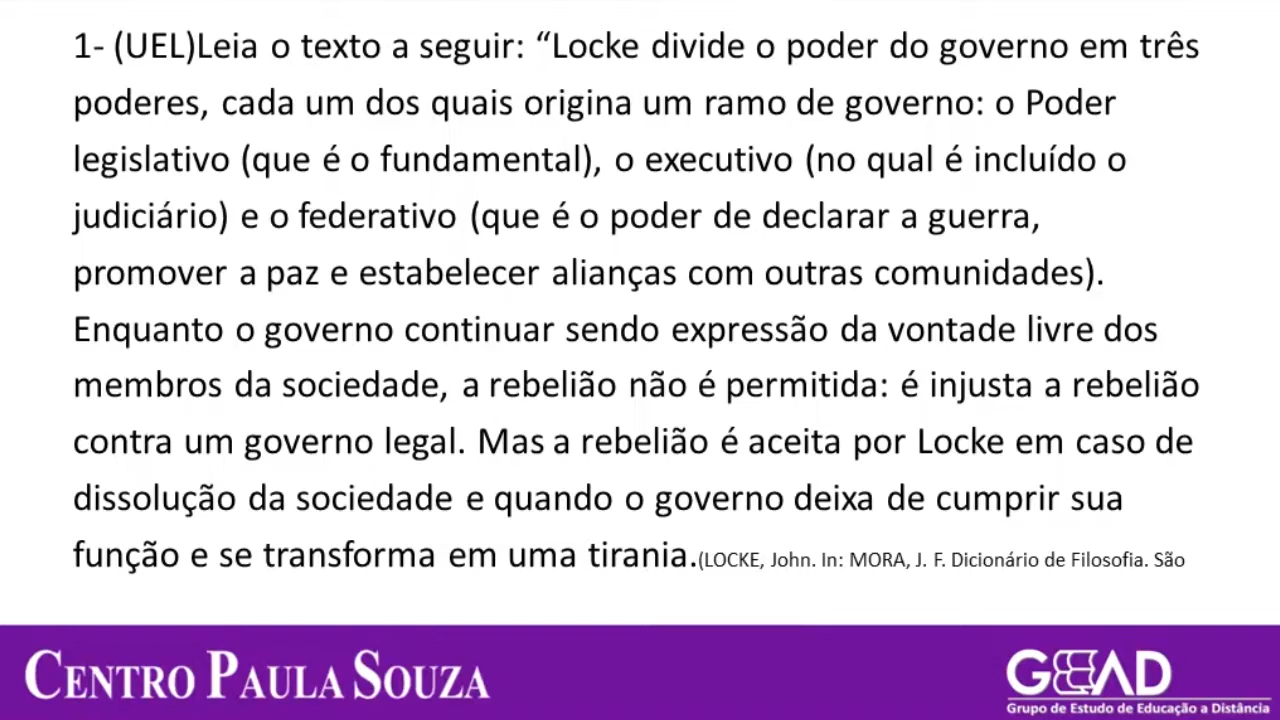 1- (UEL)Leia o texto a seguir: “Locke divide o poder do governo em três
poderes, cada um dos quais origina um ramo de governo: o Poder
legislativo (que é o fundamental), o executivo (no qual é incluído o
judiciário) e o federativo (que é o poder de declarar a guerra,
promover a paz e estabelecer alianças com outras comunidades).
Enquanto o governo continuar sendo expressão da vontade livre dos
membros da sociedade, a rebelião não é permitida: é injusta a rebelião
contra um governo legal. Mas a rebelião é aceita por Locke em caso de
dissolução da sociedade e quando o governo deixa de cumprir sua
função e se transforma em uma tirania.(LOCKE, John. In: MORA, J. F. Dicionário de Filosofia. São
CENTRO PAULA SOUZA
GEEAD
Grupo de Estudo de Educação a Distância